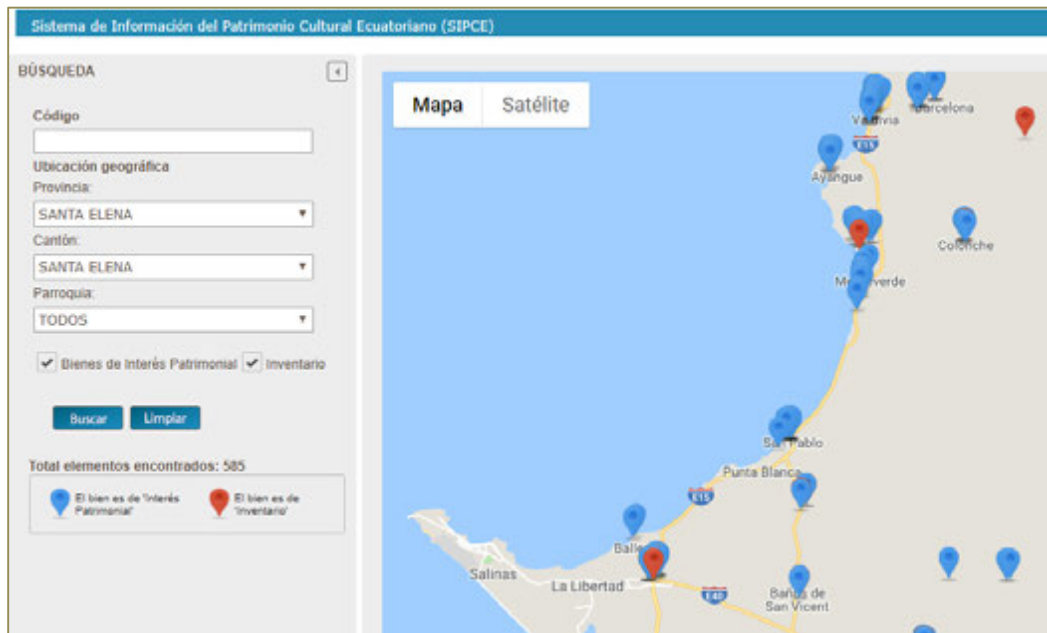 Sistema de Información del Patrimonio Cultural Ecuatoriano (SIPCE)
BÚSQUEDA
Código
Ubicación geográfica
Provincia:
SANTA ELENA
Cantón:
SANTA ELENA
Parroquia:
TODOS
Bienes de Interés Patrimonial Inventario
Buscar Limpiar
Total elementos encontrados: 585
El bien es de 'Interés
Patrimonial'
El bien es de
'Inventario'
Mapa Satélite
Barcelona
E15
Ayangue
Colonche
San Pablo
Punta Blanca
E15
Salinas
La Libertad
E40
San Vicent